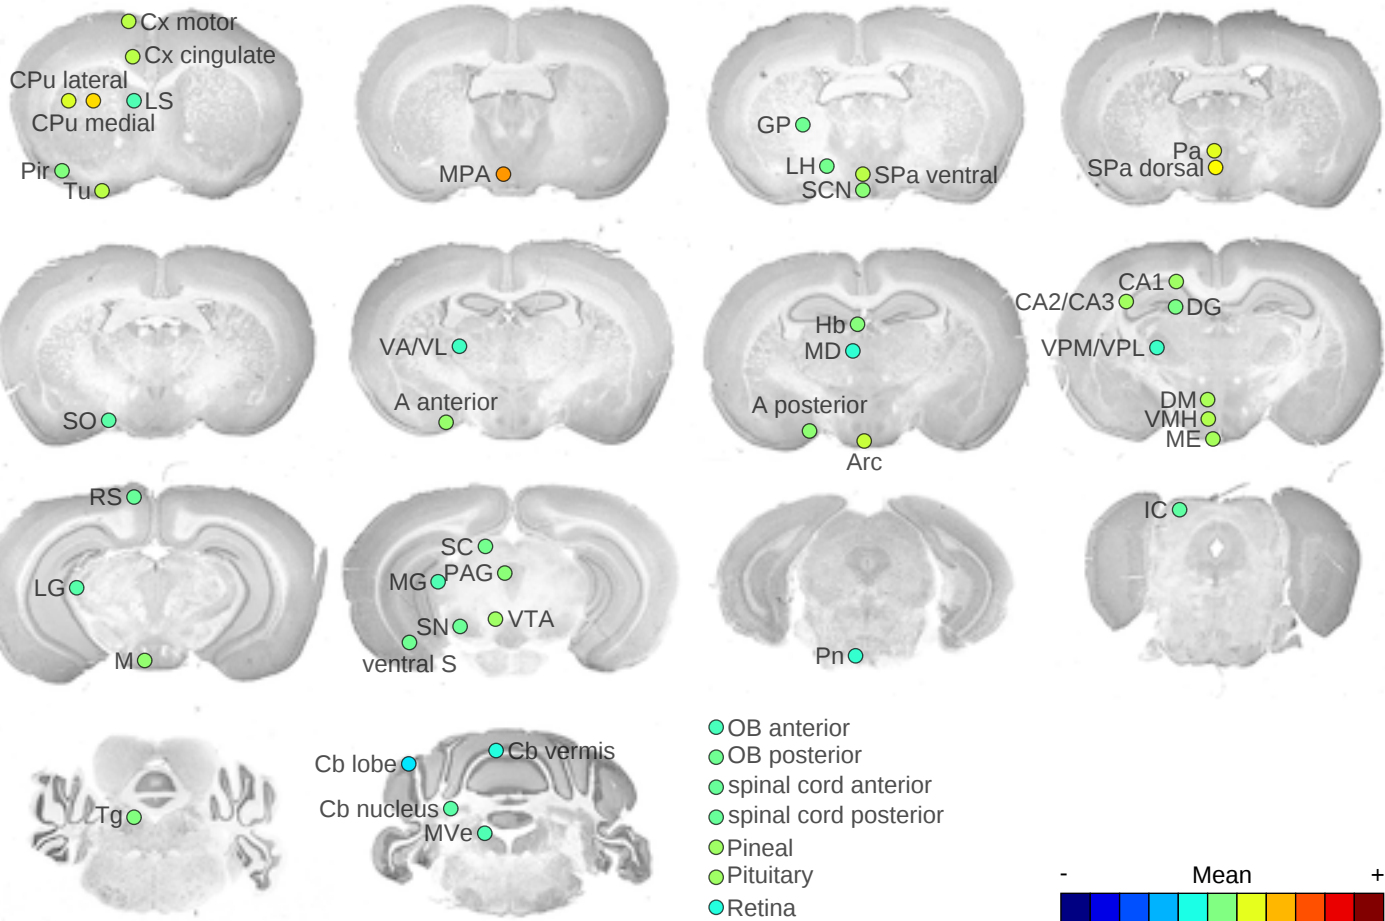 Cx motor
Cx cingulate
CPu lateral
LS
CPu medial
Pir
Tu
MPA
GP
LH
SPa ventral
SCN
Pa
SPa dorsal
SO
VA/VL
A anterior
Hb
MD
A posterior
Arc
CA1
CA2/CA3
DG
VPM/VPL
DM
VMH
ME
RS
LG
M
SC
MG
PAG
SN
VTA
ventral S
Pn
IC
Tg
Cb lobe
Cb vermis
Cb nucleus
MVe
OB anterior
OB posterior
spinal cord anterior
spinal cord posterior
Pineal
Pituitary
Retina
- Mean +